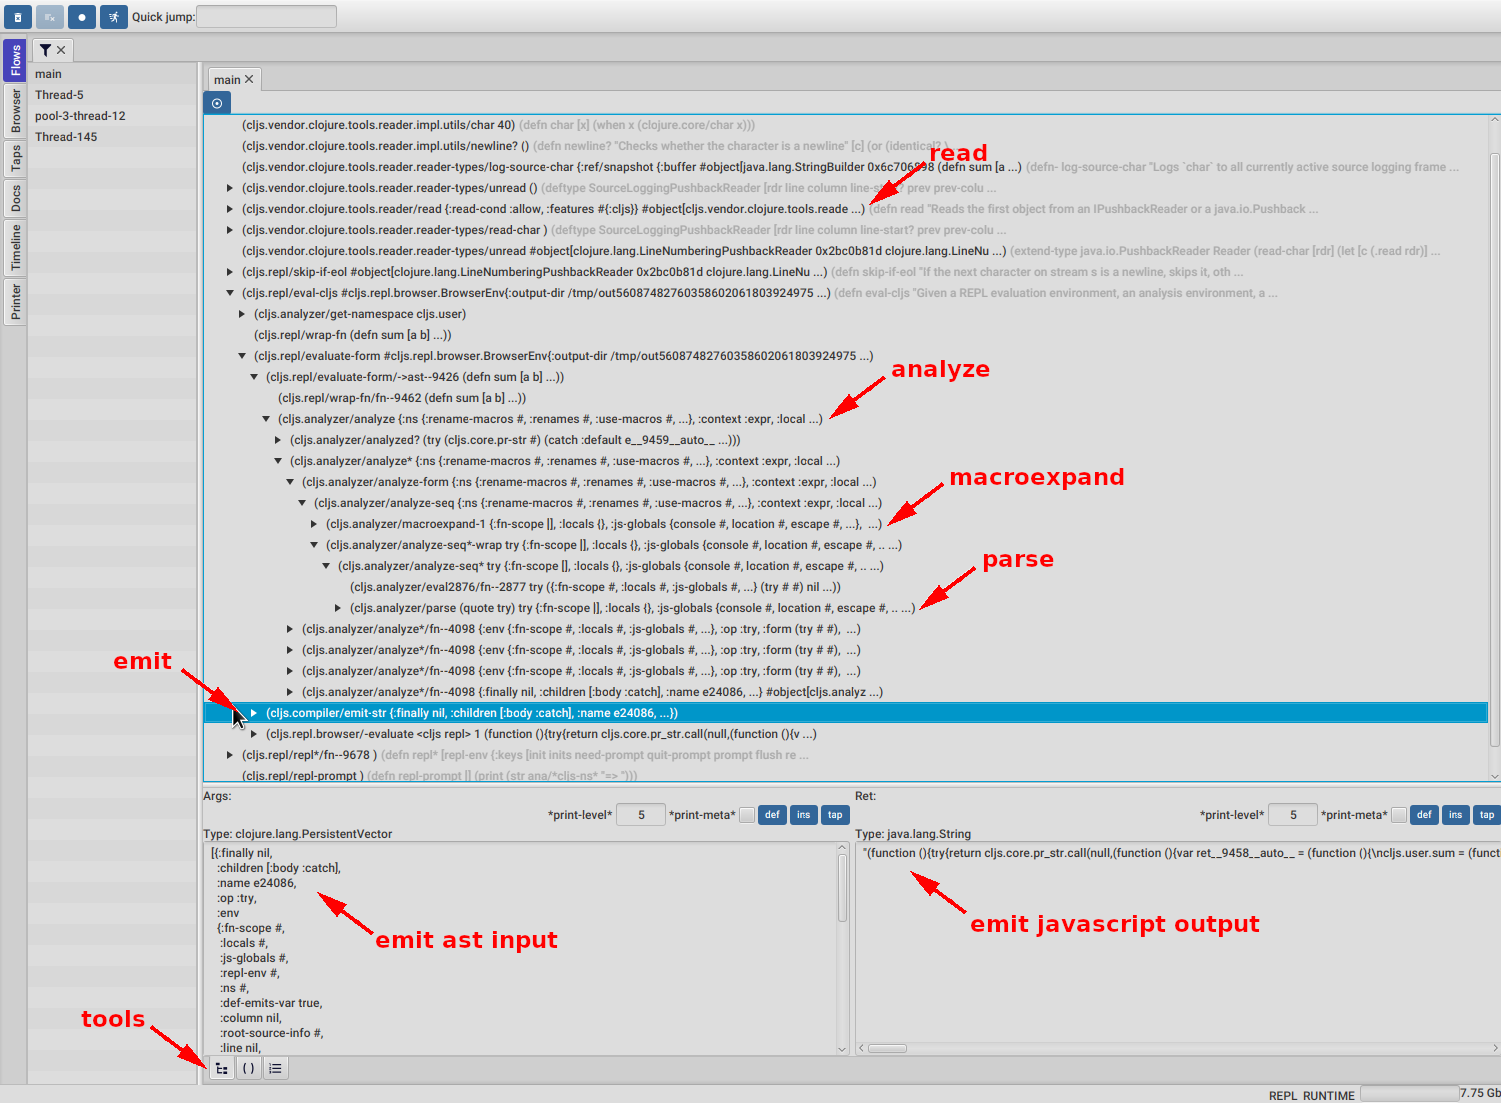 Quick jump:
Flows
Browser
Taps
Docs
Timeline
Printer
main
Thread-5
pool-3-thread-12
Thread-145
main
(cljs.vendor.clojure.tools.reader.impl.utils/char 40) (defn char [x] (when x (clojure.core/char x)))
(cljs.vendor.clojure.tools.reader.impl.utils/newline? () (defn newline? "Checks whether the character is a newline" [c] (or (identical?
read
(cljs.vendor.clojure.tools.reader.reader-types/log-source-char {:ref/snapshot {:buffer #object[java.lang.StringBuilder (defn sum [a ...) (defn- log-source-char "Logs `char` to all currently active source logging frame ...
(cljs.vendor.clojure.tools.reader.reader-types/unread () (deftype SourceLoggingPushbackReader [rdr line column line-start? prev prev-colu ...
(cljs.vendor.clojure.tools.reader/read {:read-cond :allow, :features #{:cljs}} #object[cljs.vendor.clojure.tools.reade ...) (defn read "Reads the first object from an IPushbackReader or a java.io.Pushback ...
(cljs.vendor.clojure.tools.reader.reader-types/read-char ) (deftype SourceLoggingPushbackReader [rdr line column line-start? prev prev-colu ...
(cljs.vendor.clojure.tools.reader.reader-types/unread #object[clojure.lang.LineNumberingPushbackReader 0x2bc0b81d clojure.lang.LineNu ...) (extend-type java.io.PushbackReader Reader (read-char [rdr] (let [c (.read rdr)] ...
(cljs.repl/skip-if-eol #object[clojure.lang.LineNumberingPushbackReader 0x2bc0b81d clojure.lang.LineNu ...) (defn skip-if-eol "If the next character on stream s is a newline, skips it, oth ...
(cljs.repl/eval-cljs #cljs.repl.browser.BrowserEnv{:output-dir /tmp/out56087482760358602061803924975 ...) (defn eval-cljs "Given a REPL evaluation environment, an analysis environment, a ...
(cljs.analyzer/get-namespace cljs.user)
(cljs.repl/wrap-fn (defn sum [a b] ...))
(cljs.repl/evaluate-form #cljs.repl.browser.BrowserEnv{:output-dir /tmp/out56087482760358602061803924975 ...)
analyze
(cljs.repl/evaluate-form/->ast--9426 (defn sum [a b] ...))
(cljs.repl/wrap-fn/fn--9462 (defn sum [a b] ...))
(cljs.analyzer/analyze {:ns {:rename-macros #, :renames #, :use-macros #, ...}, :context :expr, :local ...)
(cljs.analyzer/analyzed? (try (cljs.core.pr-str #) (catch :default e__9459__auto__ ...)))
(cljs.analyzer/analyze* {:ns {:rename-macros #, :renames #, :use-macros #, ...}, :context :expr, :local ...)
macroexpand
(cljs.analyzer/analyze-form {:ns {:rename-macros #, :renames #, :use-macros #, ...}, :context :expr, :local ...)
(cljs.analyzer/analyze-seq {:ns {:rename-macros #, :renames #, :use-macros #, ...}, :context :expr, :local ...)
(cljs.analyzer/macroexpand-1 {:fn-scope [], :locals {}, :js-globals {console #, location #, escape #, ...}, ...)
(cljs.analyzer/analyze-seq*-wrap try {:fn-scope [], :locals {}, :js-globals {console #, location #, escape #, .. ...)
parse
(cljs.analyzer/analyze-seq* try {:fn-scope [], :locals {}, :js-globals {console #, location #, escape #, .. ...)
(cljs.analyzer/eval2876/fn--2877 try ({:fn-scope #, :locals #, :js-globals #, ...} (try # #) nil ...))
(cljs.analyzer/parse (quote try) try {:fn-scope [], :locals {}, :js-globals {console #, location #, escape #, .. ...)
(cljs.analyzer/analyze*/fn--4098 {:env {:fn-scope #, :locals #, :js-globals #, ...}, :op :try, :form (try # #), ...)
(cljs.analyzer/analyze*/fn--4098 {:env {:fn-scope #, :locals #, :js-globals #, ...}, :op :try, :form (try # #), ...)
emit
(cljs.analyzer/analyze*/fn--4098 {:env {:fn-scope #, :locals #, :js-globals #, ...}, :op :try, :form (try # #), ...)
(cljs.analyzer/analyze*/fn--4098 {:finally nil, :children [:body :catch], :name e24086, ...} #object[cljs.analyz ...)
(cljs.compiler/emit-str {:finally nil, :children [:body :catch], :name e24086, ...})
(cljs.repl.browser/-evaluate <cljs repl> 1 (function (){try{return cljs.core.pr_str.call(null,(function (){v ...)
(cljs.repl/repl*/fn--9678 ) (defn repl* [repl-env {:keys [init inits need-prompt quit-prompt prompt flush re ...
(cljs.repl/repl-prompt ) (defn repl-prompt [] (print (str ana/*cljs-ns* "=> ")))
Args:
*print-level* 5 *print-meta* def ins tap
Type: clojure.lang.PersistentVector
[{:finally nil,
:children [:body :catch],
:name e24086,
:op :try,
:env
{:fn-scope #,
:locals #,
:js-globals #,
:repl-env #,
:ns #,
:def-emits-var true,
:column nil,
:root-source-info #,
:line nil,
emit ast input
Ret:
*print-level* 5 *print-meta* def ins tap
Type: java.lang.String
"(function (){try{return cljs.core.pr_str.call(null,(function (){var ret__9458__auto__ = (function (){\ncljs.user.sum = (funct
emit javascript output
tools
( )
REPL RUNTIME 7.75 Gb